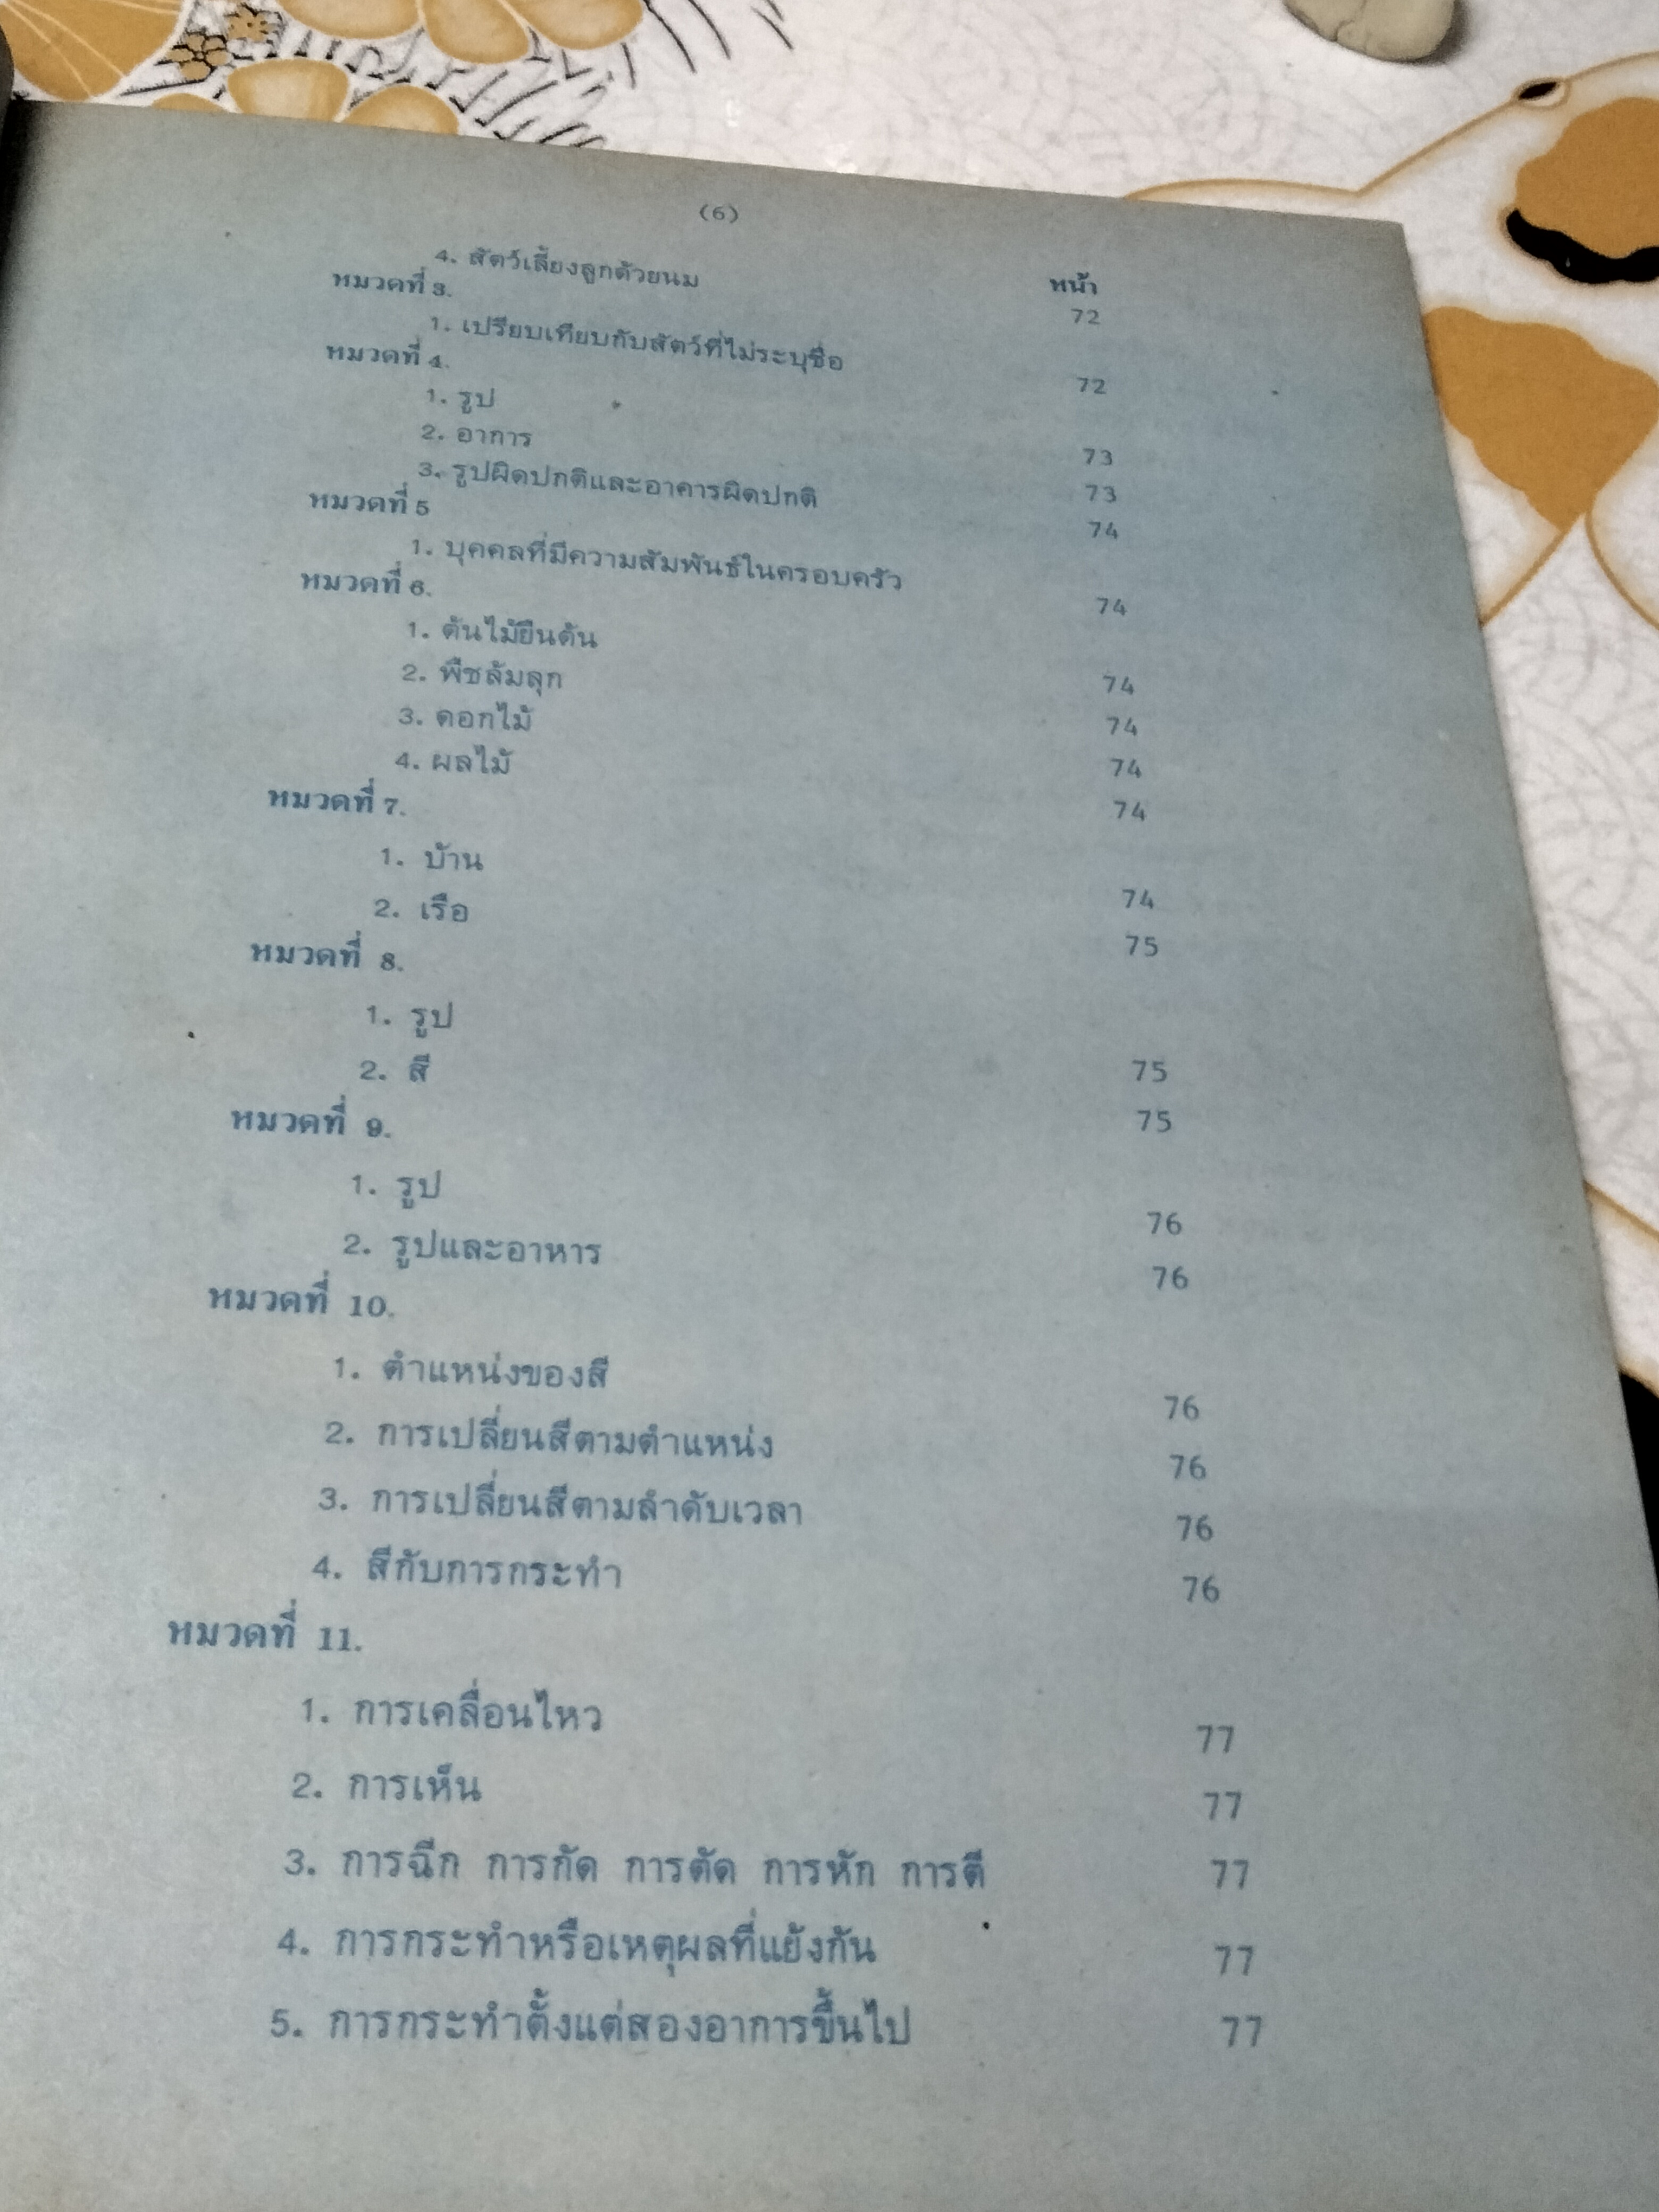 (6)
หน้า
4. สัตว์เลี้ยงลูกด้วยนม 72
หมวดที่ 3.
1. เปรียบเทียบกับสัตว์ที่ไม่ระบุชื่อ 72
หมวดที่ 4.
1. รูป 73
2. อาการ 73
3. รูปผิดปกติและอาคารผิดปกติ 74
หมวดที่ 5
1. บุคคลที่มีความสัมพันธ์ในครอบครัว 74
หมวดที่ 6.
1. ต้นไม้ยืนต้น 74
2. พืชล้มลุก 74
3. ดอกไม้ 74
4. ผลไม้ 74
หมวดที่ 7.
1. บ้าน 74
2. เรือ 75
หมวดที่ 8.
1. รูป 75
2. สี 75
หมวดที่ 9.
1. รูป 76
2. รูปและอาหาร 76
หมวดที่ 10.
1. ตำแหน่งของสี 76
2. การเปลี่ยนสีตามตำแหน่ง 76
3. การเปลี่ยนสีตามลำดับเวลา 76
4. สีกับการกระทำ 76
หมวดที่ 11.
1. การเคลื่อนไหว 77
2. การเห็น 77
3. การฉีก การกัด การตัด การหัก การตี 77
4. การกระทำหรือเหตุผลที่แย้งกัน 77
5. การกระทำตั้งแต่สองอาการขึ้นไป 77